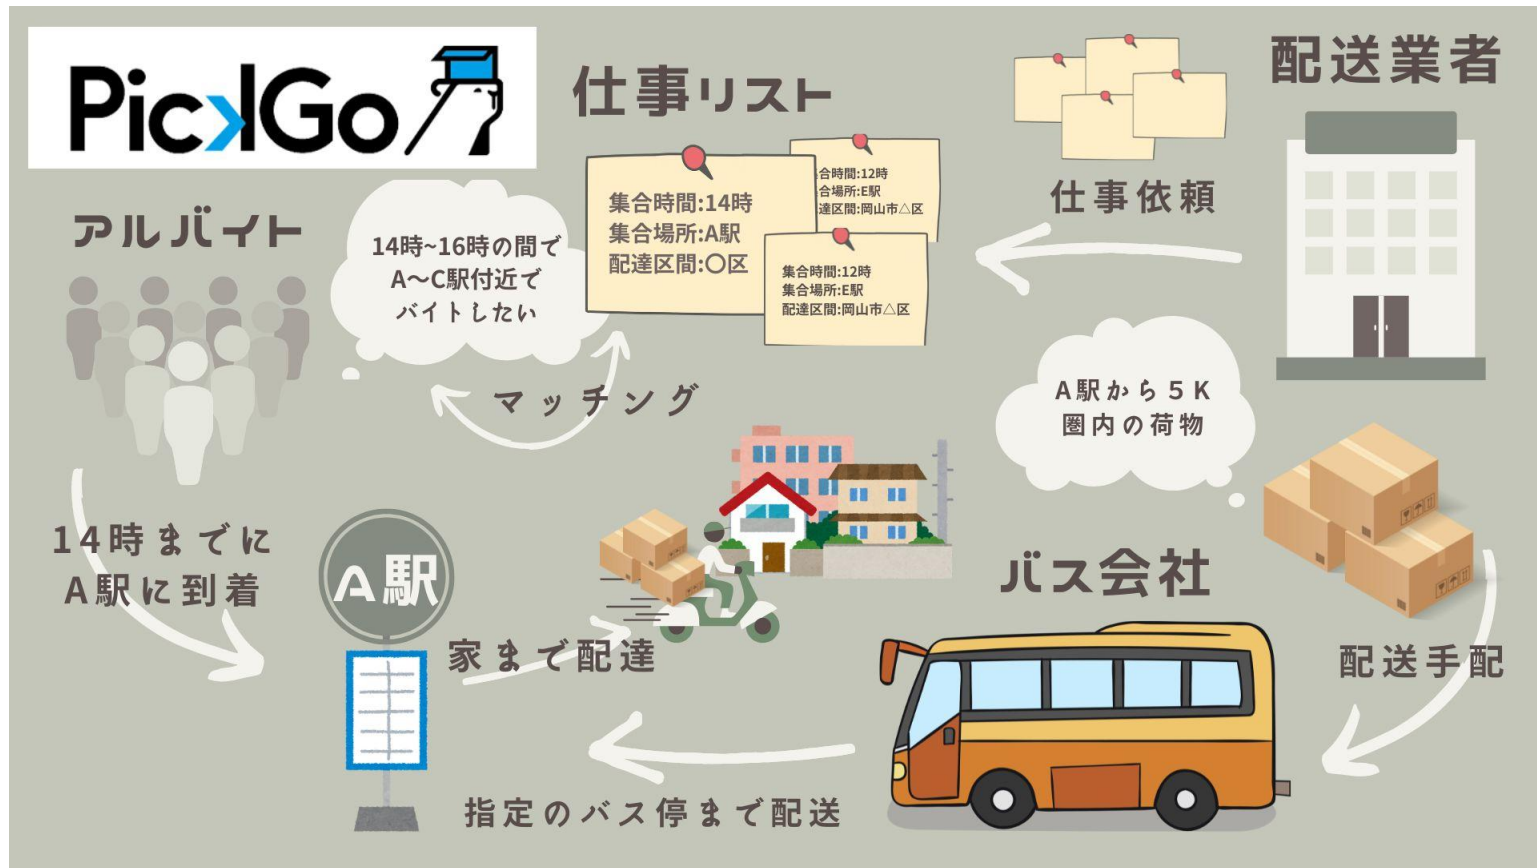 PickGo
仕事リスト
配送業者
アルバイト
14時~16時の間で
A〜C駅付近で
バイトしたい
集合時間:14時
集合場所:A駅
配達区間:〇区
合時間:12時
合場所:E駅
達区間:岡山市△区
集合時間:12時
集合場所:E駅
配達区間:岡山市△区
仕事依頼
マッチング
A駅から5K
圏内の荷物
14時までに
A駅に到着
A駅
家まで配達
バス会社
配送手配
指定のバス停まで配送